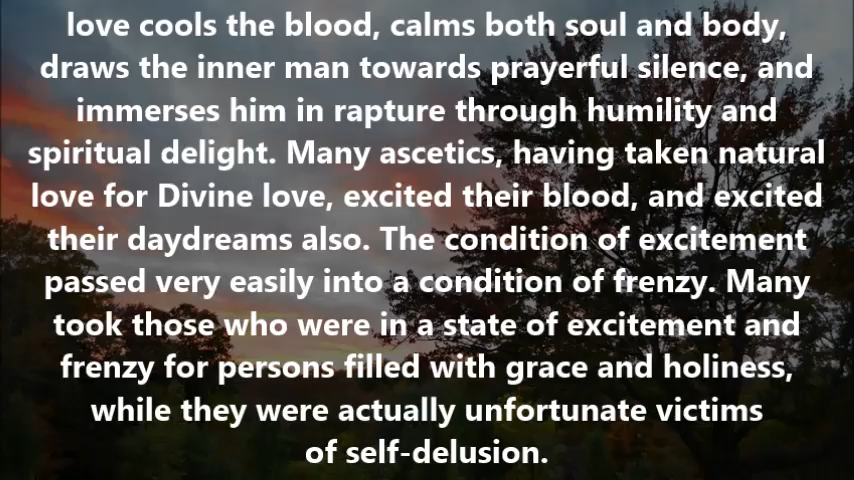 love cools the blood, calms both soul and body,
draws the inner man towards prayerful silence, and
immerses him in rapture through humility and
spiritual delight. Many ascetics, having taken natural
love for Divine love, excited their blood, and excited
their daydreams also. The condition of excitement
passed very easily into a condition of frenzy. Many
took those who were in a state of excitement and
frenzy for persons filled with grace and holiness,
while they were actually unfortunate victims
of self-delusion.